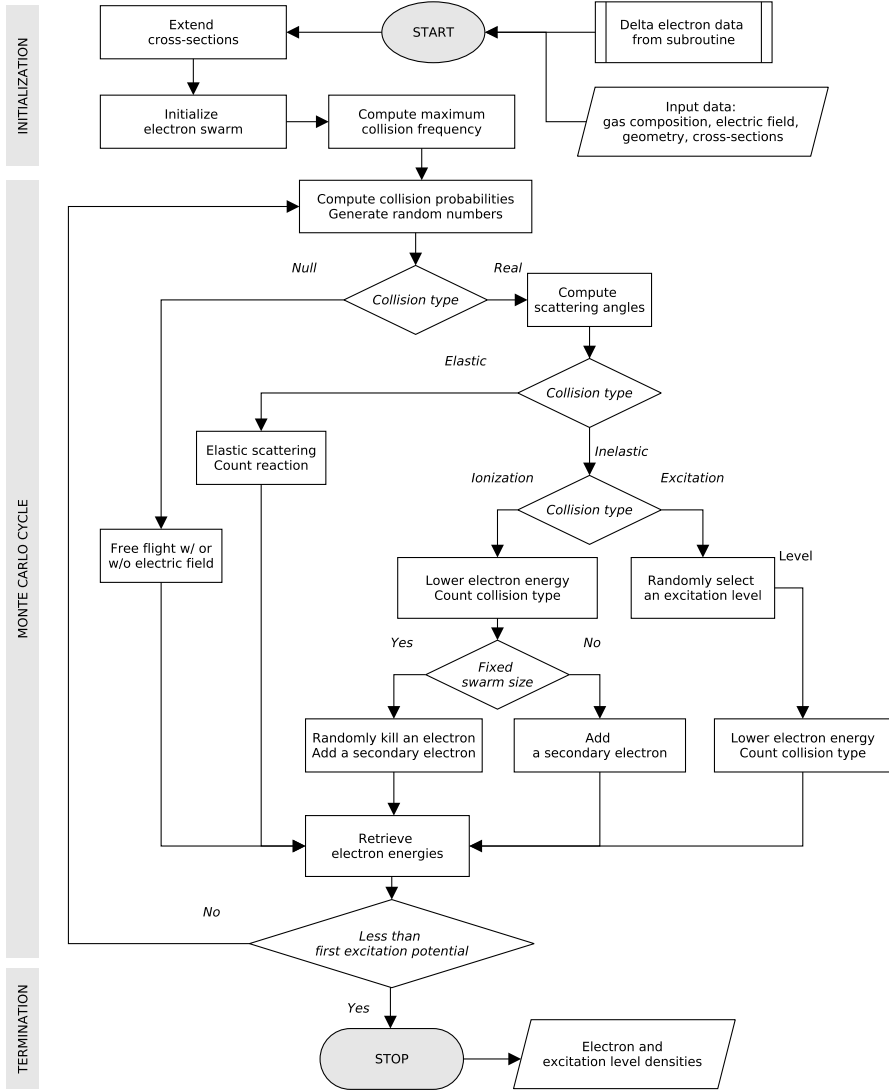 INITIALIZATION
Extend
cross-sections
START
Delta electron data
from subroutine
Initialize
electron swarm
Compute maximum
collision frequency
Input data:
gas composition, electric field,
geometry, cross-sections
MONTE CARLO CYCLE
Compute collision probabilities
Generate random numbers
Null
Real
Collision type
Compute
scattering angles
Elastic
Collision type
Elastic scattering
Count reaction
Inelastic
Ionization
Excitation
Collision type
Free flight w/ or
w/o electric field
Lower electron energy
Count collision type
Level
Randomly select
an excitation level
Yes
No
Fixed
swarm size
Randomly kill an electron
Add a secondary electron
Add
a secondary electron
Lower electron energy
Count collision type
Retrieve
electron energies
No
Less than
first excitation potential
TERMINATION
Yes
STOP
Electron and
excitation level densities